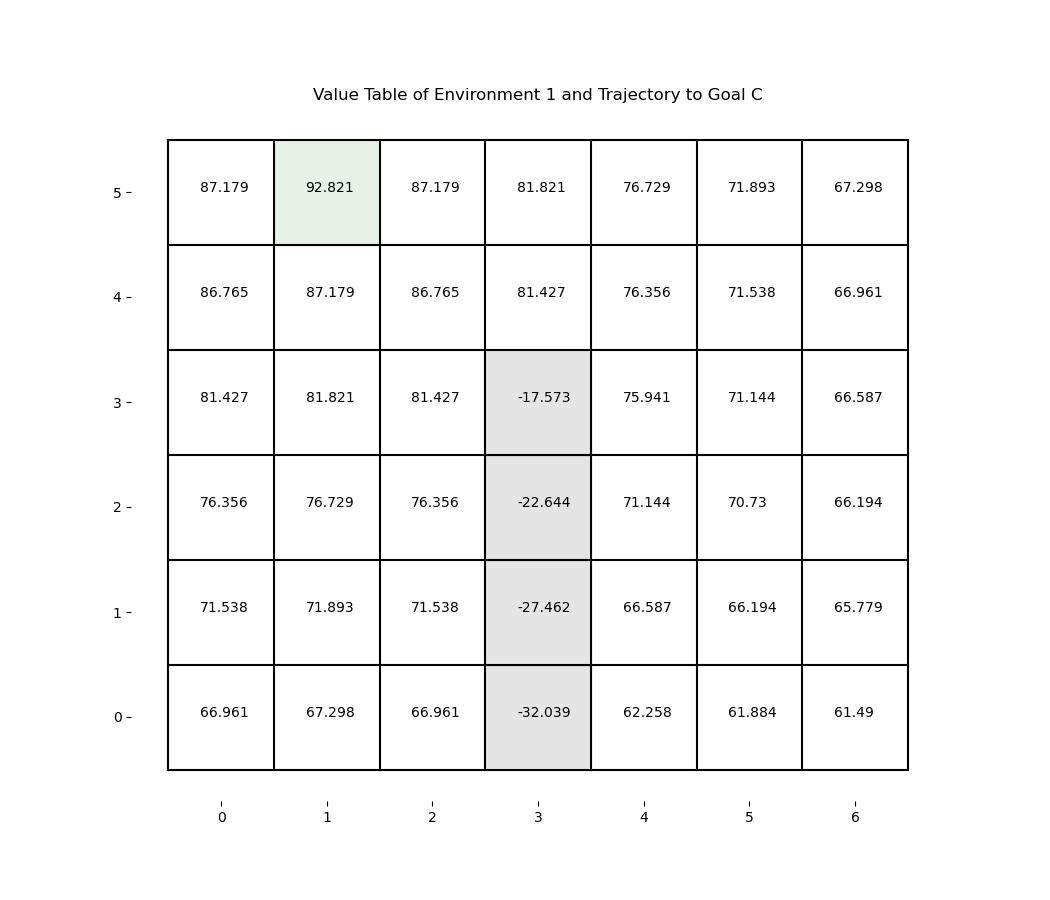 Value Table of Environment 1 and Trajectory to Goal C
5 87.179 92.821 87.179 81.821 76.729 71.893 67.298
4 86.765 87.179 86.765 81.427 76.356 71.538 66.961
3 81.427 81.821 81.427 -17.573 75.941 71.144 66.587
2 76.356 76.729 76.356 -22.644 71.144 70.73 66.194
1 71.538 71.893 71.538 -27.462 66.587 66.194 65.779
0 66.961 67.298 66.961 -32.039 62.258 61.884 61.49
0 1 2 3 4 5 6